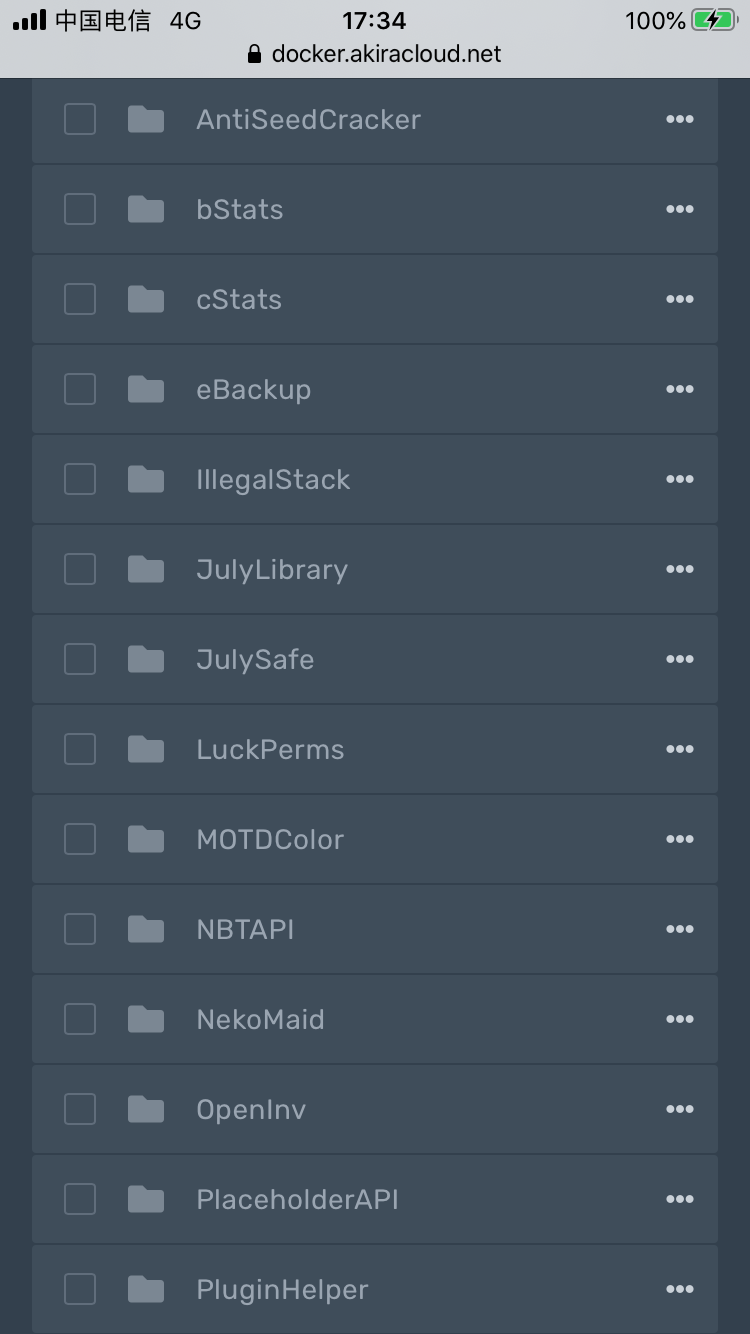 中国电信 4G 17:34 100%
docker.akiracloud.net
AntiSeedCracker
bStats
cStats
eBackup
IllegalStack
JulyLibrary
JulySafe
LuckPerms
MOTDColor
NBTAPI
NekoMaid
OpenInv
PlaceholderAPI
PluginHelper